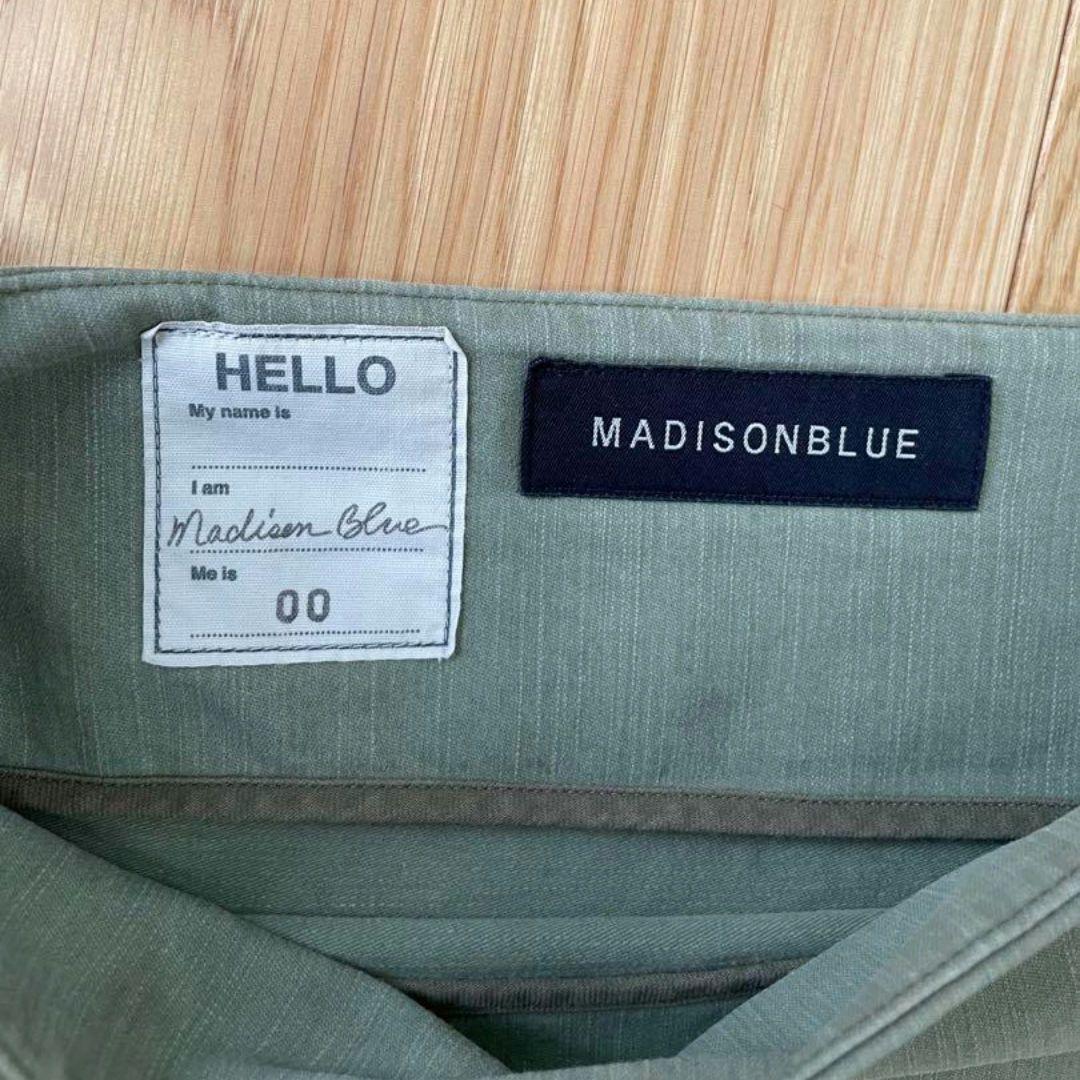 HELLO
My name is
I am
Madison Blue
Me is
00
MADISONBLUE